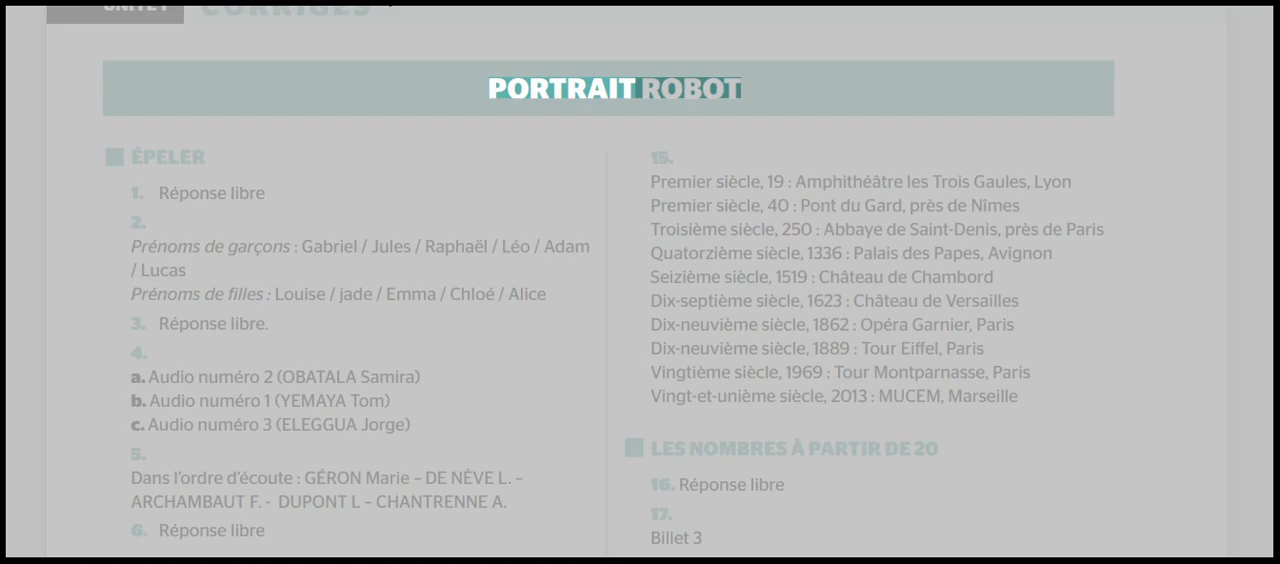 UNITÉ 1 CORRIGÉS
PORTRAIT ROBOT
ÉPELER
1. Réponse libre
2.
Prénoms de garçons : Gabriel / Jules / Raphaël / Léo / Adam
/ Lucas
Prénoms de filles : Louise / jade / Emma / Chloé / Alice
3. Réponse libre.
4.
a. Audio numéro 2 (OBATALA Samira)
b. Audio numéro 1 (YEMAYA Tom)
c. Audio numéro 3 (ELEGGUA Jorge)
5.
Dans l'ordre d'écoute : GÉRON Marie – DE NÈVE L. –
ARCHAMBAUT F. - DUPONT L – CHANTRENNE A.
6. Réponse libre
15.
Premier siècle, 19 : Amphithéâtre les Trois Gaules, Lyon
Premier siècle, 40 : Pont du Gard, près de Nîmes
Troisième siècle, 250 : Abbaye de Saint-Denis, près de Paris
Quatorzième siècle, 1336 : Palais des Papes, Avignon
Seizième siècle, 1519 : Château de Chambord
Dix-septième siècle, 1623 : Château de Versailles
Dix-neuvième siècle, 1862 : Opéra Garnier, Paris
Dix-neuvième siècle, 1889 : Tour Eiffel, Paris
Vingtième siècle, 1969 : Tour Montparnasse, Paris
Vingt-et-unième siècle, 2013 : MUCEM, Marseille
LES NOMBRES À PARTIR DE 20
16. Réponse libre
17.
Billet 3